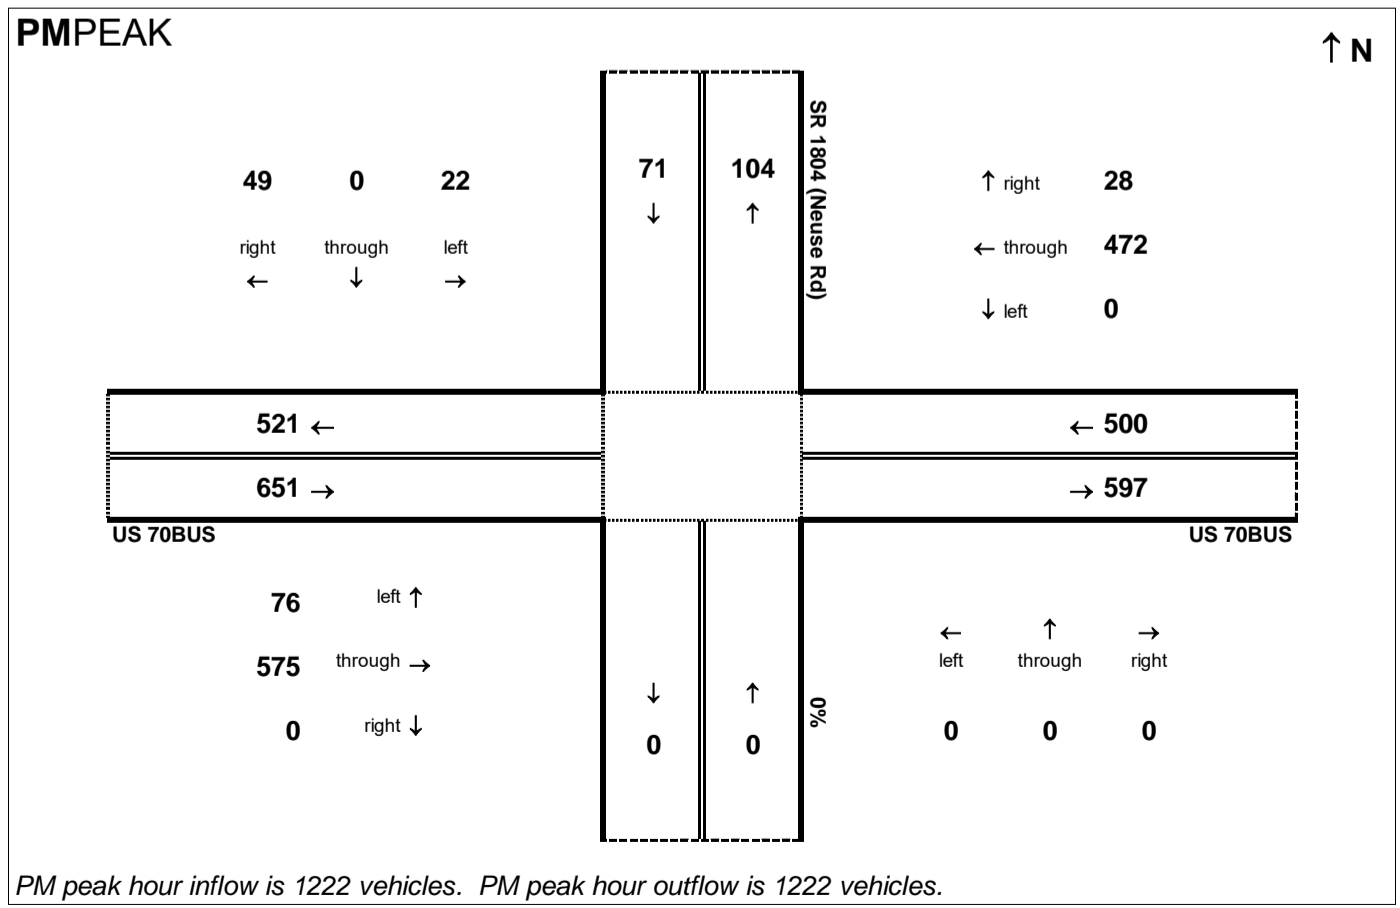 PMPEAK
↑ N
SR 1804 (Neuse Rd)
71 104
↓ ↑
49 0 22
right through left
← ↓ →
↑ right 28
← through 472
↓ left 0
521 ←
651 →
← 500
→ 597
US 70BUS
US 70BUS
76 left ↑
575 through →
0 right ↓
↓ ↑
0 0
0%
← ↑ →
left through right
0 0 0
PM peak hour inflow is 1222 vehicles. PM peak hour outflow is 1222 vehicles.